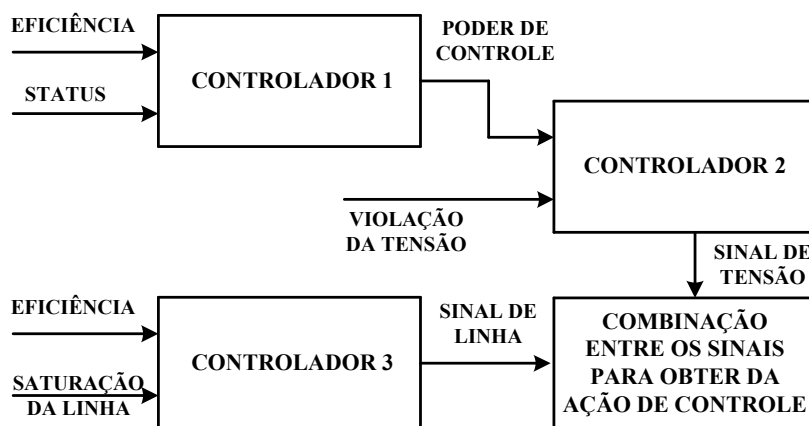 EFICIÊNCIA
STATUS
CONTROLADOR 1
PODER DE
CONTROLE
CONTROLADOR 2
VIOLAÇÃO
DA TENSÃO
SINAL DE
TENSÃO
EFICIÊNCIA
SATURAÇÃO
DA LINHA
CONTROLADOR 3
SINAL DE
LINHA
COMBINAÇÃO
ENTRE OS SINAIS
PARA OBTER DA
AÇÃO DE CONTROLE